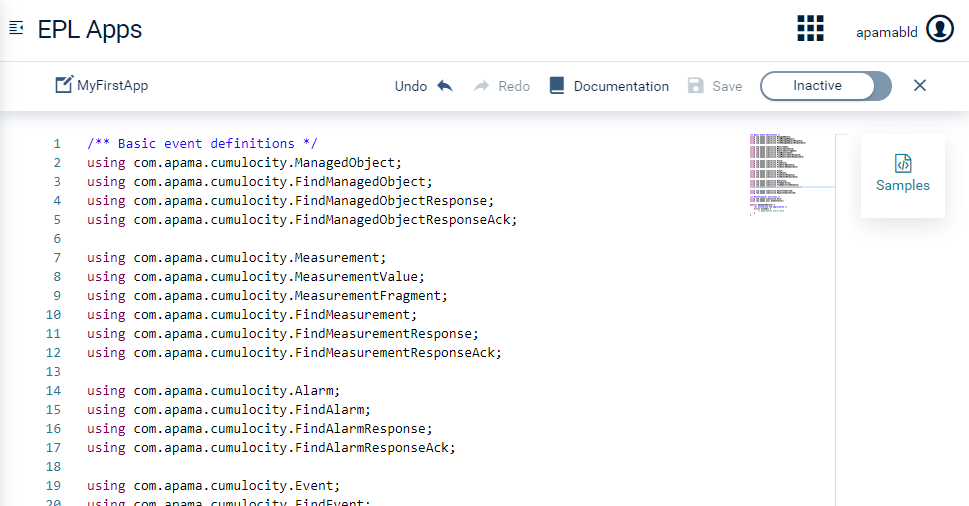 EPL Apps
apamabld
MyFirstApp
Undo
Redo
Documentation
Save
Inactive
1 /** Basic event definitions */
2 using com.apama.cumulocity.ManagedObject;
3 using com.apama.cumulocity.FindManagedObject;
4 using com.apama.cumulocity.FindManagedObjectResponse;
5 using com.apama.cumulocity.FindManagedObjectResponseAck;
6
7 using com.apama.cumulocity.Measurement;
8 using com.apama.cumulocity.MeasurementValue;
9 using com.apama.cumulocity.MeasurementFragment;
10 using com.apama.cumulocity.FindMeasurement;
11 using com.apama.cumulocity.FindMeasurementResponse;
12 using com.apama.cumulocity.FindMeasurementResponseAck;
13
14 using com.apama.cumulocity.Alarm;
15 using com.apama.cumulocity.FindAlarm;
16 using com.apama.cumulocity.FindAlarmResponse;
17 using com.apama.cumulocity.FindAlarmResponseAck;
18
19 using com.apama.cumulocity.Event;
20 using com.apama.cumulocity.FindEvent;
Samples